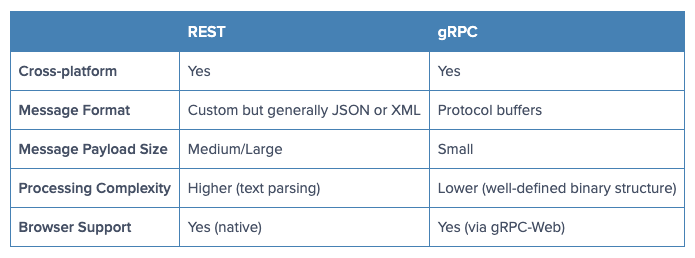 REST gRPC
Cross-platform Yes Yes
Message Format Custom but generally JSON or XML Protocol buffers
Message Payload Size Medium/Large Small
Processing Complexity Higher (text parsing) Lower (well-defined binary structure)
Browser Support Yes (native) Yes (via gRPC-Web)